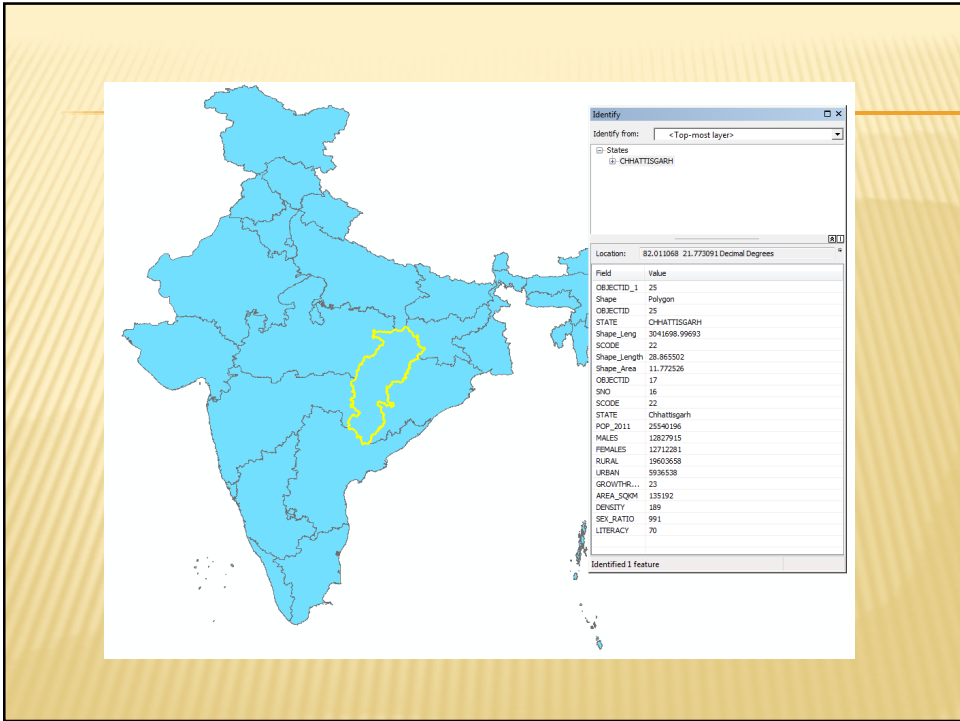 Identify
Identify from: <Top-most layer>
States
CHHATTISGARH
Location: 82.011068 21.773091 Decimal Degrees
Field Value
OBJECTID_1 25
Shape Polygon
OBJECTID 25
STATE CHHATTISGARH
Shape_Leng 3041698.99693
SCODE 22
Shape_Length 28.865502
Shape_Area 11.772526
OBJECTID 17
SNO 16
SCODE 22
STATE Chhattisgarh
POP_2011 25540196
MALES 12827915
FEMALES 12712281
RURAL 19603658
URBAN 5936538
GROWTHR... 23
AREA_SQKM 135192
DENSITY 189
SEX_RATIO 991
LITERACY 70
Identified 1 feature